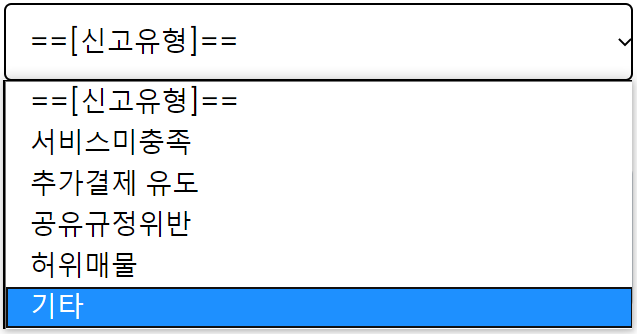 ==[신고유형]==
==[신고유형]==
서비스미충족
추가결제 유도
공유규정위반
허위매물
기타